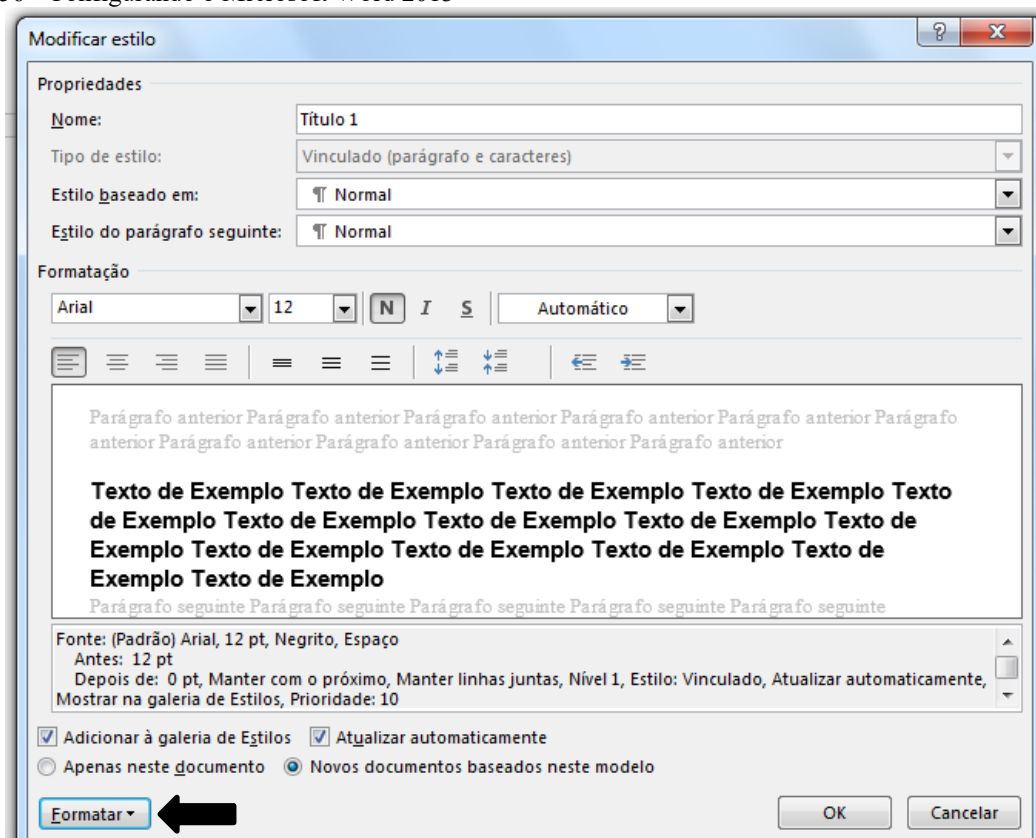 30 - Configurando o Microsoft Word 2013
Modificar estilo
Propriedades
Nome: Título 1
Tipo de estilo: Vinculado (parágrafo e caracteres)
Estilo baseado em: ¶ Normal
Estilo do parágrafo seguinte: ¶ Normal
Formatação
Arial 12 N I S Automático
Parágrafo anterior Parágrafo anterior Parágrafo anterior Parágrafo anterior Parágrafo anterior Parágrafo
anterior Parágrafo anterior Parágrafo anterior Parágrafo anterior Parágrafo anterior
Texto de Exemplo Texto de Exemplo Texto de Exemplo Texto de Exemplo Texto
de Exemplo Texto de Exemplo Texto de Exemplo Texto de Exemplo Texto de
Exemplo Texto de Exemplo Texto de Exemplo Texto de Exemplo Texto de
Exemplo Texto de Exemplo
Parágrafo seguinte Parágrafo seguinte Parágrafo seguinte Parágrafo seguinte Parágrafo seguinte
Fonte: (Padrão) Arial, 12 pt, Negrito, Espaço
Antes: 12 pt
Depois de: 0 pt, Manter com o próximo, Manter linhas juntas, Nível 1, Estilo: Vinculado, Atualizar automaticamente,
Mostrar na galeria de Estilos, Prioridade: 10
Adicionar à galeria de Estilos Atualizar automaticamente
Apenas neste documento Novos documentos baseados neste modelo
Formatar OK Cancelar